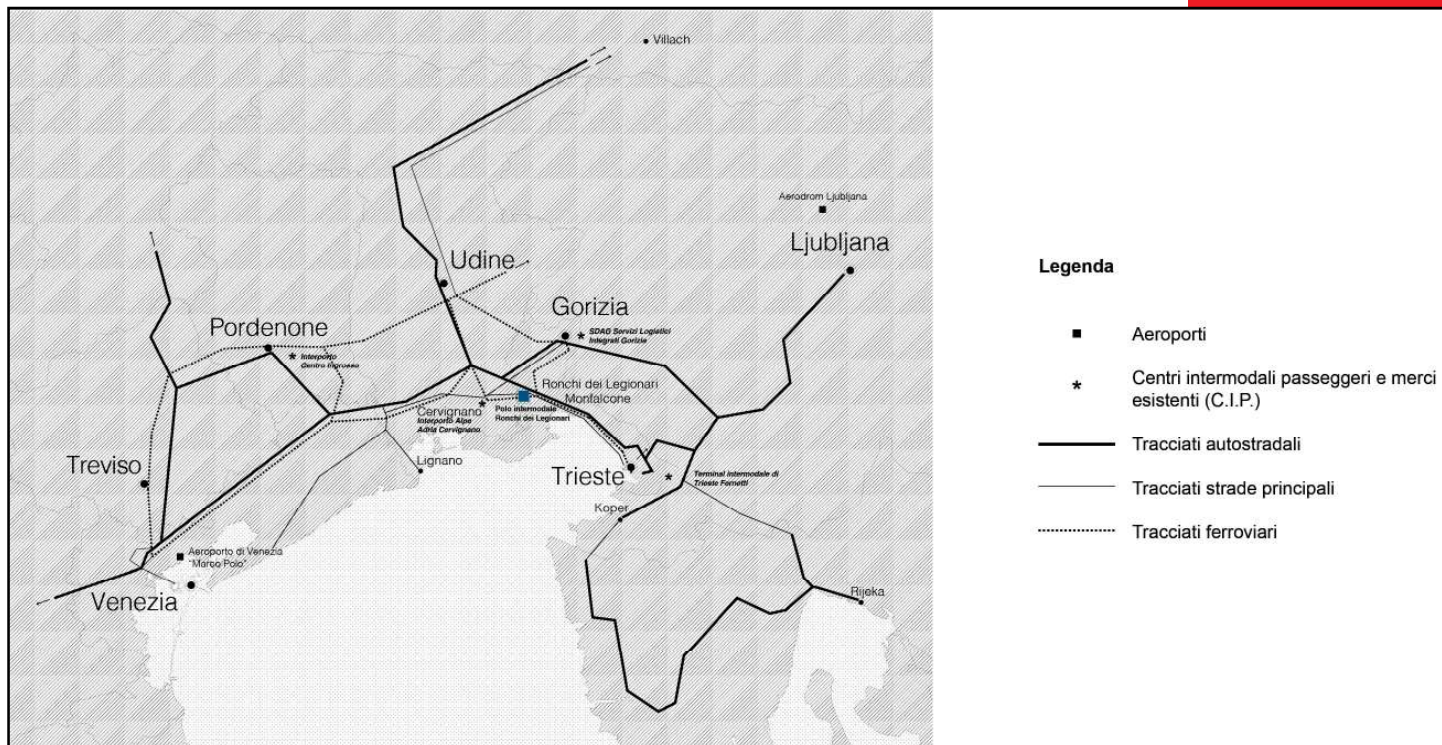 Villach
Aerodrom Ljubljana
Ljubljana
Udine
Gorizia
SDAG Servizi Logistici
Integrati Gorizia
Pordenone
Interporto
Centro Ingrosso
Ronchi dei Legionari
Monfalcone
Cervignano
Interporto Alpe
Adria Cervignano
Polo intermodale
Ronchi dei Legionari
Lignano
Treviso
Trieste
Terminal intermodale di
Trieste Fernetti
Koper
Aeroporto di Venezia
"Marco Polo"
Venezia
Rijeka
Legenda
Aeroporti
Centri intermodali passeggeri e merci
esistenti (C.I.P.)
Tracciati autostradali
Tracciati strade principali
Tracciati ferroviari